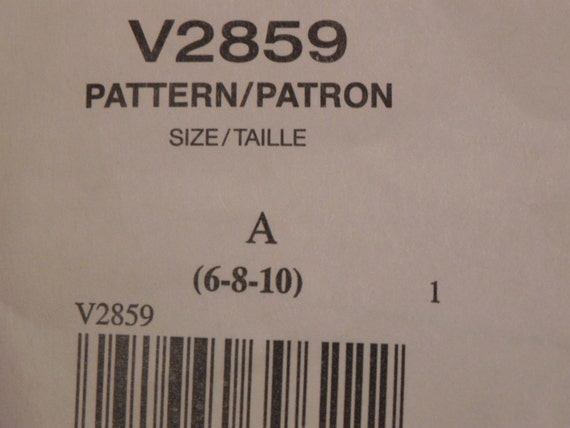 V2859
PATTERN/PATRON
SIZE/TAILLE
A
(6-8-10)
1
V2859